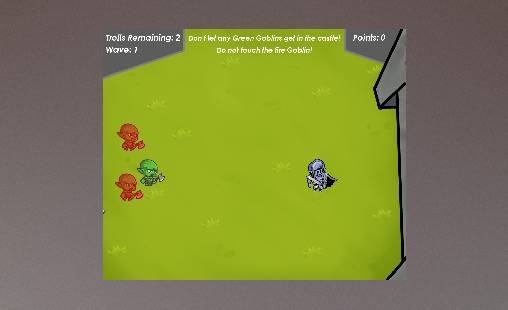 Trolls Remaining: 2
Wave: 1
Don't let any Green Goblins get in the castle!
Do not touch the fire Goblin!
Points: 0